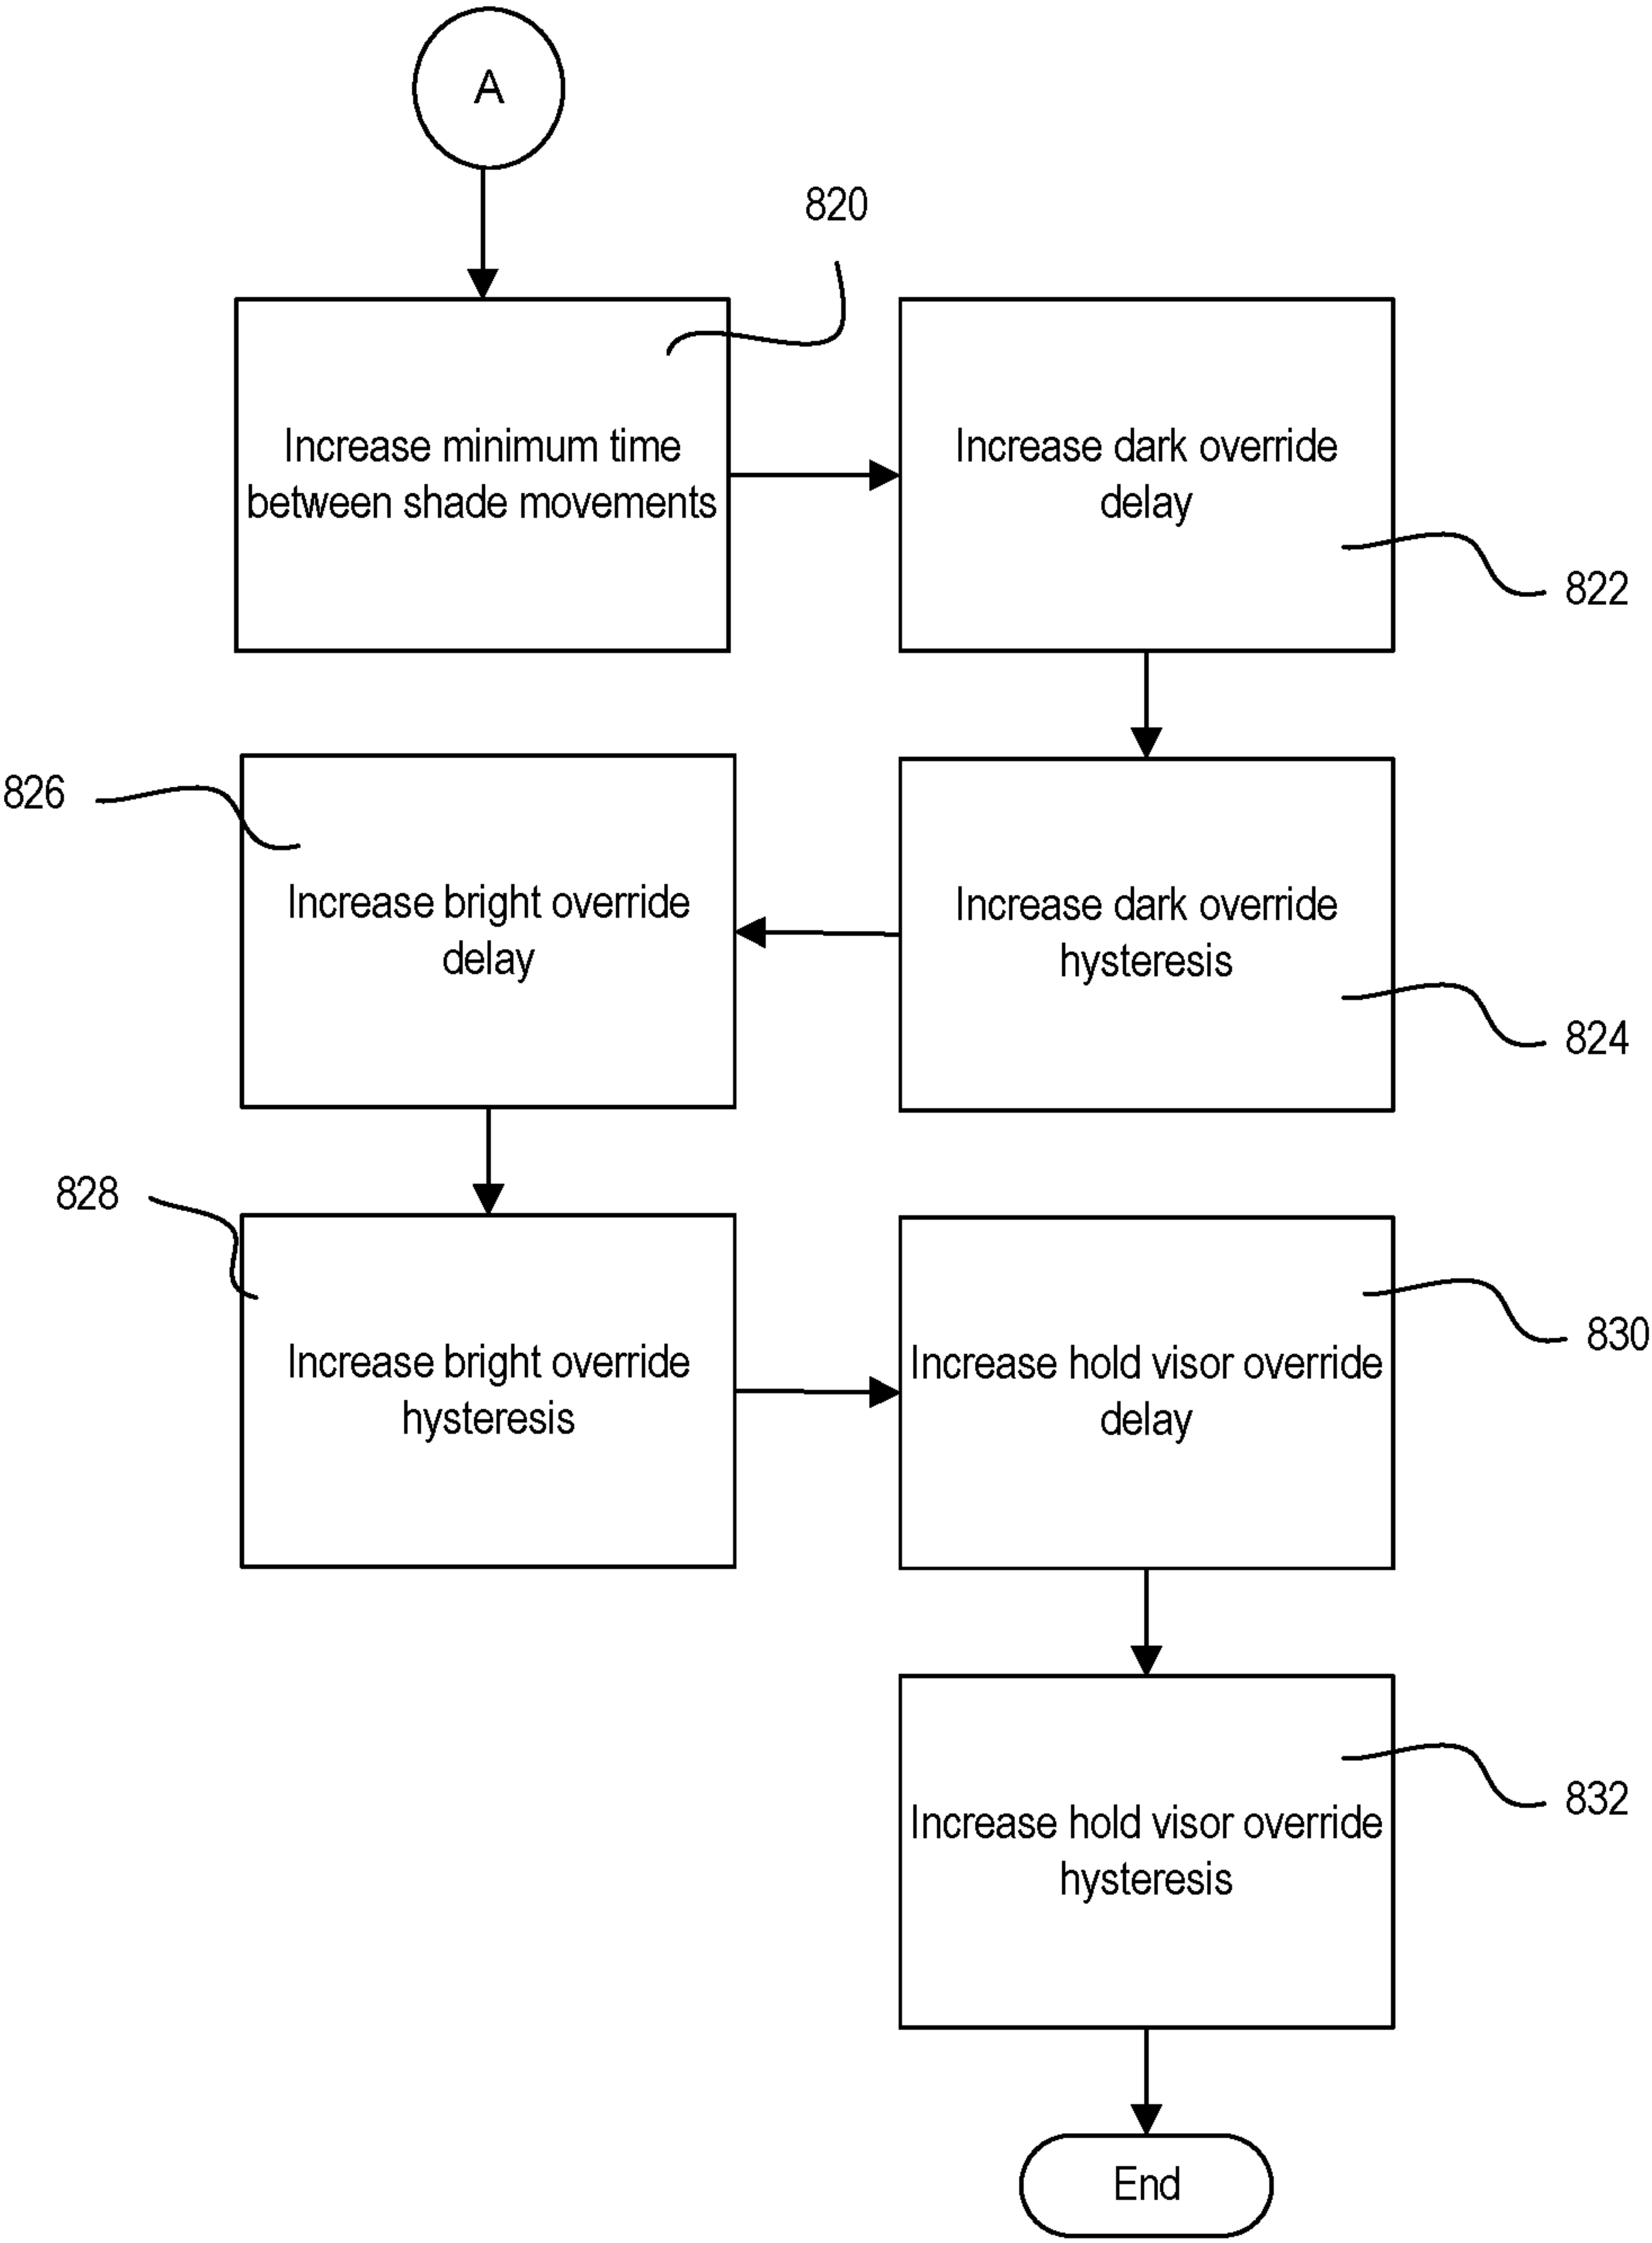 A
820
Increase minimum time
between shade movements
Increase dark override
delay
822
826
Increase bright override
delay
Increase dark override
hysteresis
824
828
Increase bright override
hysteresis
Increase hold visor override
delay
830
Increase hold visor override
hysteresis
832
End